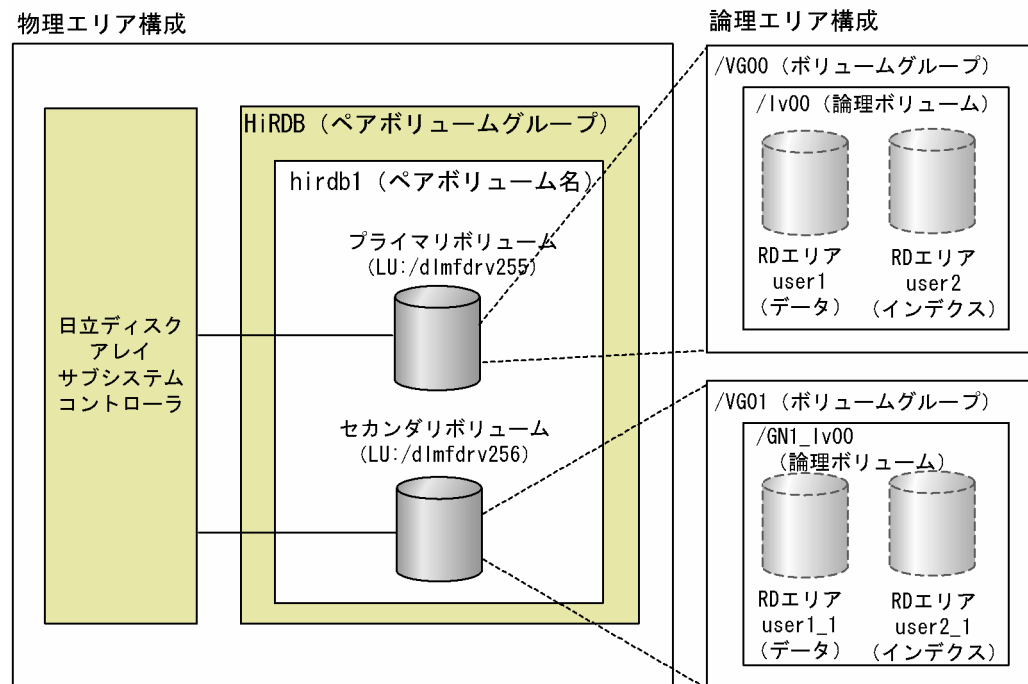 物理エリア構成
日立ディスク
アレイ
サブシステム
コントローラ
HiRDB（ペアボリュームグループ）
hirdb1（ペアボリューム名）
プライマリボリューム
(LU:/dlmfdrv255)
セカンダリボリューム
(LU:/dlmfdrv256)
論理エリア構成
/VG00（ボリュームグループ）
/lv00（論理ボリューム）
RDエリア
user1
（データ）
RDエリア
user2
（インデクス）
/VG01（ボリュームグループ）
/GN1_lv00
（論理ボリューム）
RDエリア
user1_1
（データ）
RDエリア
user2_1
（インデクス）